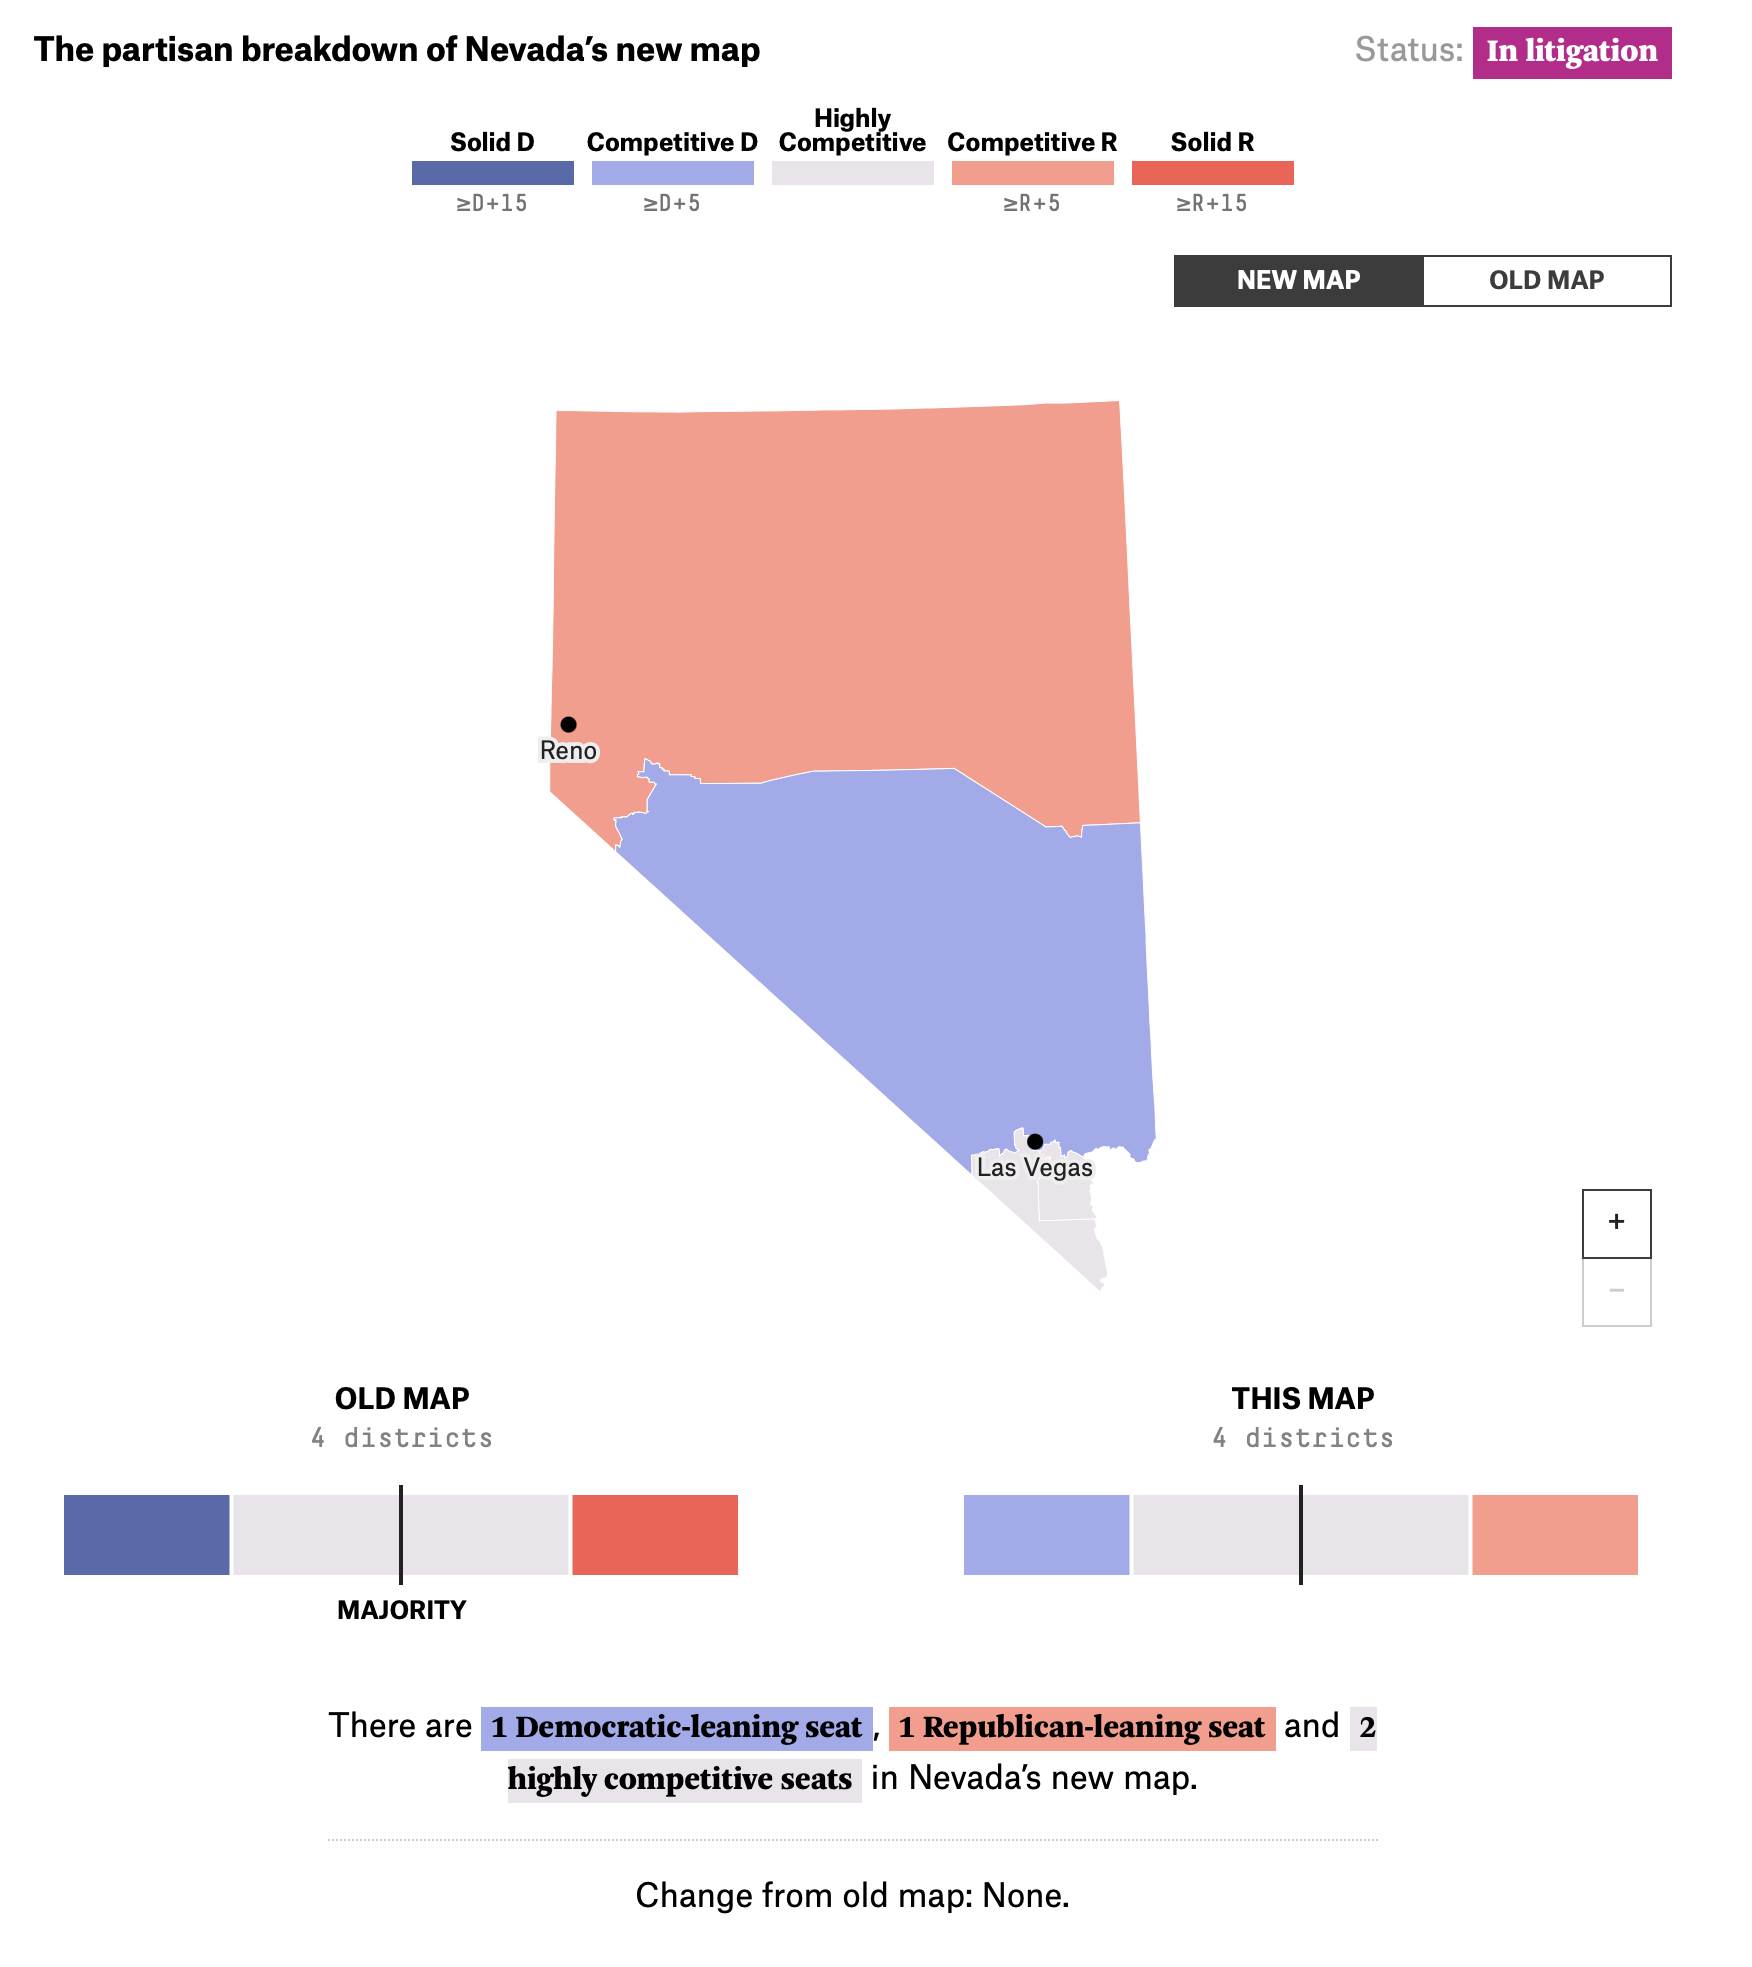 The partisan breakdown of Nevada’s new map
Status: In litigation
Solid D
Competitive D
Highly
Competitive
Competitive R
Solid R
≥D+15
≥D+5
≥R+5
≥R+15
NEW MAP
OLD MAP
Reno
Las Vegas
+
−
OLD MAP
4 districts
MAJORITY
THIS MAP
4 districts
There are 1 Democratic-leaning seat, 1 Republican-leaning seat and 2
highly competitive seats in Nevada’s new map.
Change from old map: None.